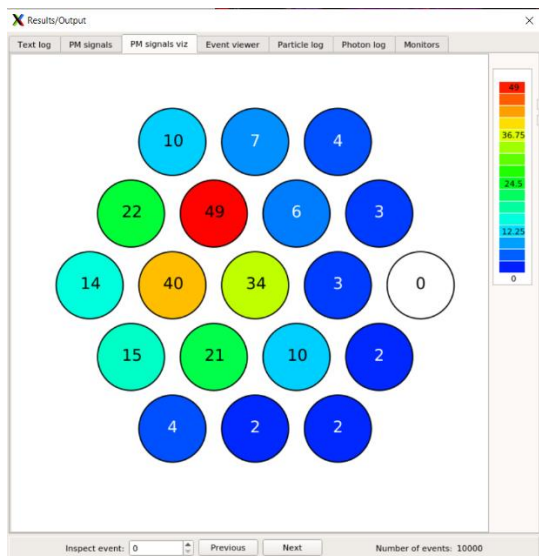 Results/Output
Text log PM signals PM signals viz Event viewer Particle log Photon log Monitors
10 7 4
22 49 6 3
14 40 34 3 0
15 21 10 2
4 2 2
49
36.75
24.5
12.25
0
Inspect event: 0 Previous Next Number of events: 10000